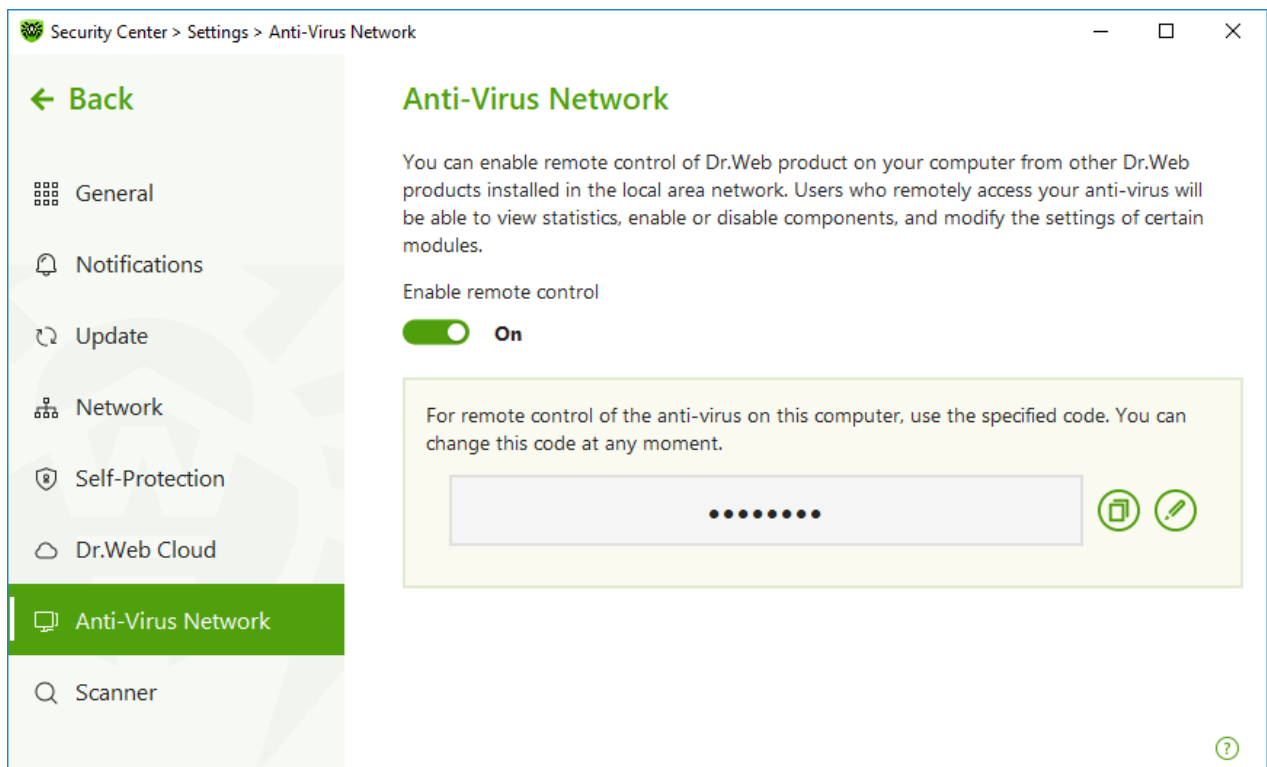 Security Center > Settings > Anti-Virus Network
Back
General
Notifications
Update
Network
Self-Protection
Dr.Web Cloud
Anti-Virus Network
Scanner
Anti-Virus Network
You can enable remote control of Dr.Web product on your computer from other Dr.Web
products installed in the local area network. Users who remotely access your anti-virus will
be able to view statistics, enable or disable components, and modify the settings of certain
modules.
Enable remote control
On
For remote control of the anti-virus on this computer, use the specified code. You can
change this code at any moment.
••••••••
?